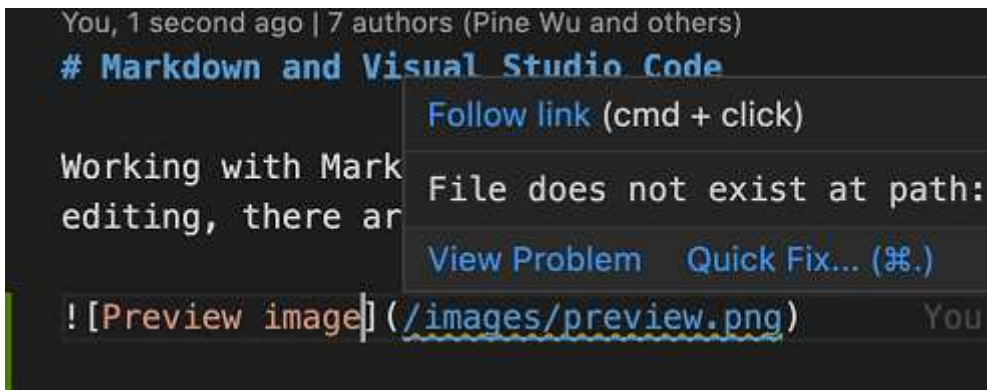 You, 1 second ago | 7 authors (Pine Wu and others)
# Markdown and Visual Studio Code
Follow link (cmd + click)
Working with Mark
File does not exist at path:
editing, there ar
View Problem Quick Fix... (⌘.)
![Preview image](/images/preview.png) You